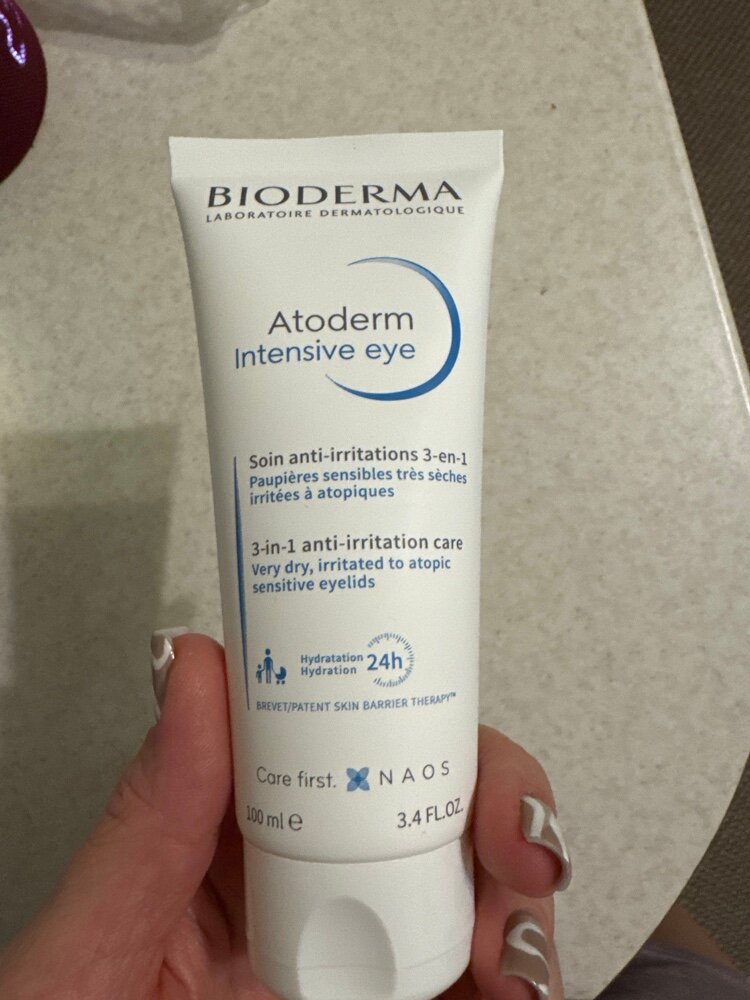 BIODERMA
LABORATOIRE DERMATOLOGIQUE
Atoderm
Intensive eye
Soin anti-irritations 3-en-1
Paupières sensibles très sèches
irritées à atopiques
3-in-1 anti-irritation care
Very dry, irritated to atopic
sensitive eyelids
Hydratation
Hydration
24h
BREVET/PATENT SKIN BARRIER THERAPY™
Care first. NAOS
100 ml ℮ 3.4 FL.OZ.